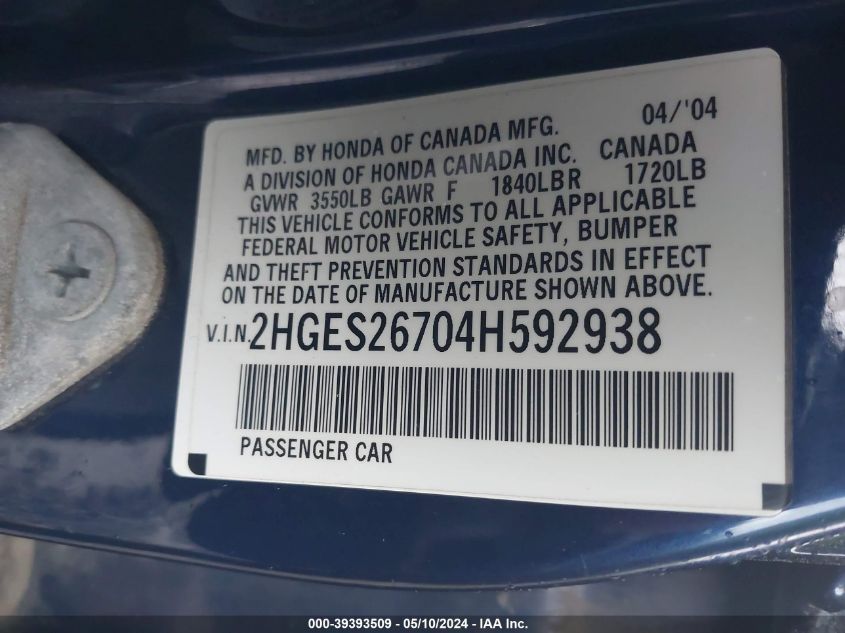 04/'04
MFD. BY HONDA OF CANADA MFG.
A DIVISION OF HONDA CANADA INC. CANADA
GVWR 3550LB GAWR F 1840LB R 1720LB
THIS VEHICLE CONFORMS TO ALL APPLICABLE
FEDERAL MOTOR VEHICLE SAFETY, BUMPER
AND THEFT PREVENTION STANDARDS IN EFFECT
ON THE DATE OF MANUFACTURE SHOWN ABOVE.
V.I.N. 2HGES26704H592938
PASSENGER CAR
000-39393509 - 05/10/2024 - IAA Inc.